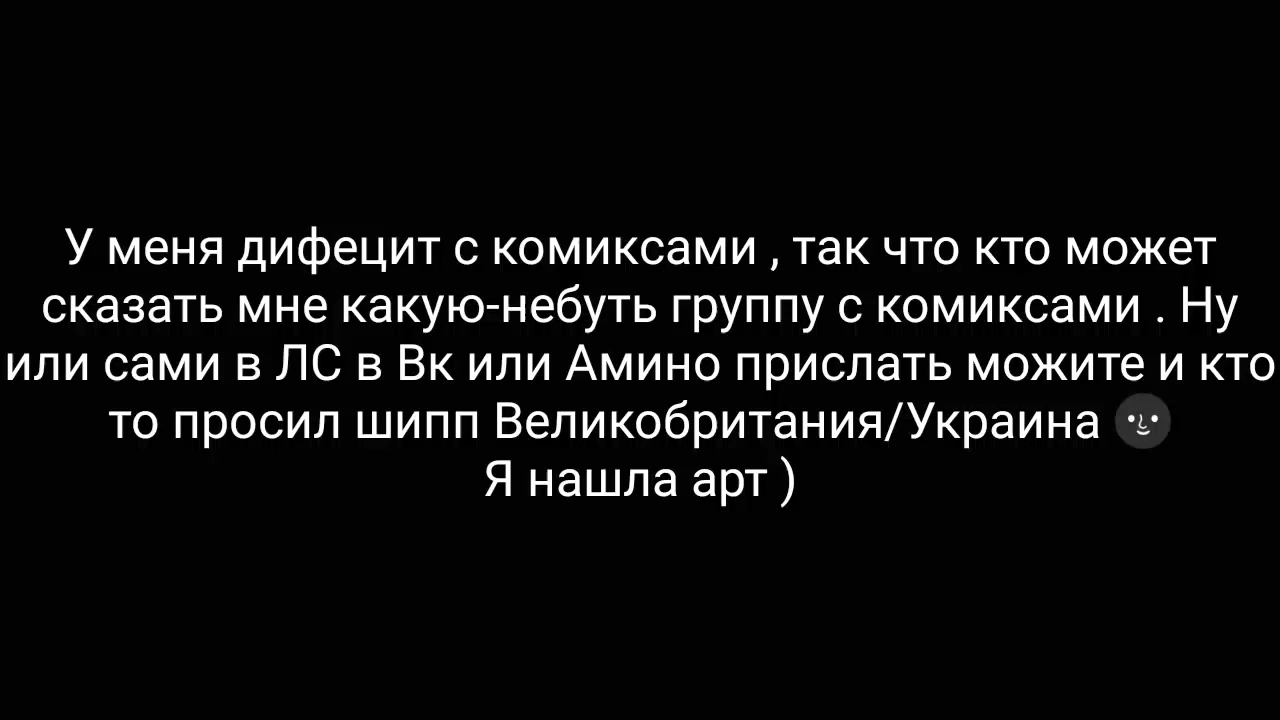 У меня дифецит с комиксами , так что кто может
сказать мне какую-небуть группу с комиксами . Ну
или сами в ЛС в Вк или Амино прислать можите и кто
то просил шипп Великобритания/Украина 🌚
Я нашла арт )